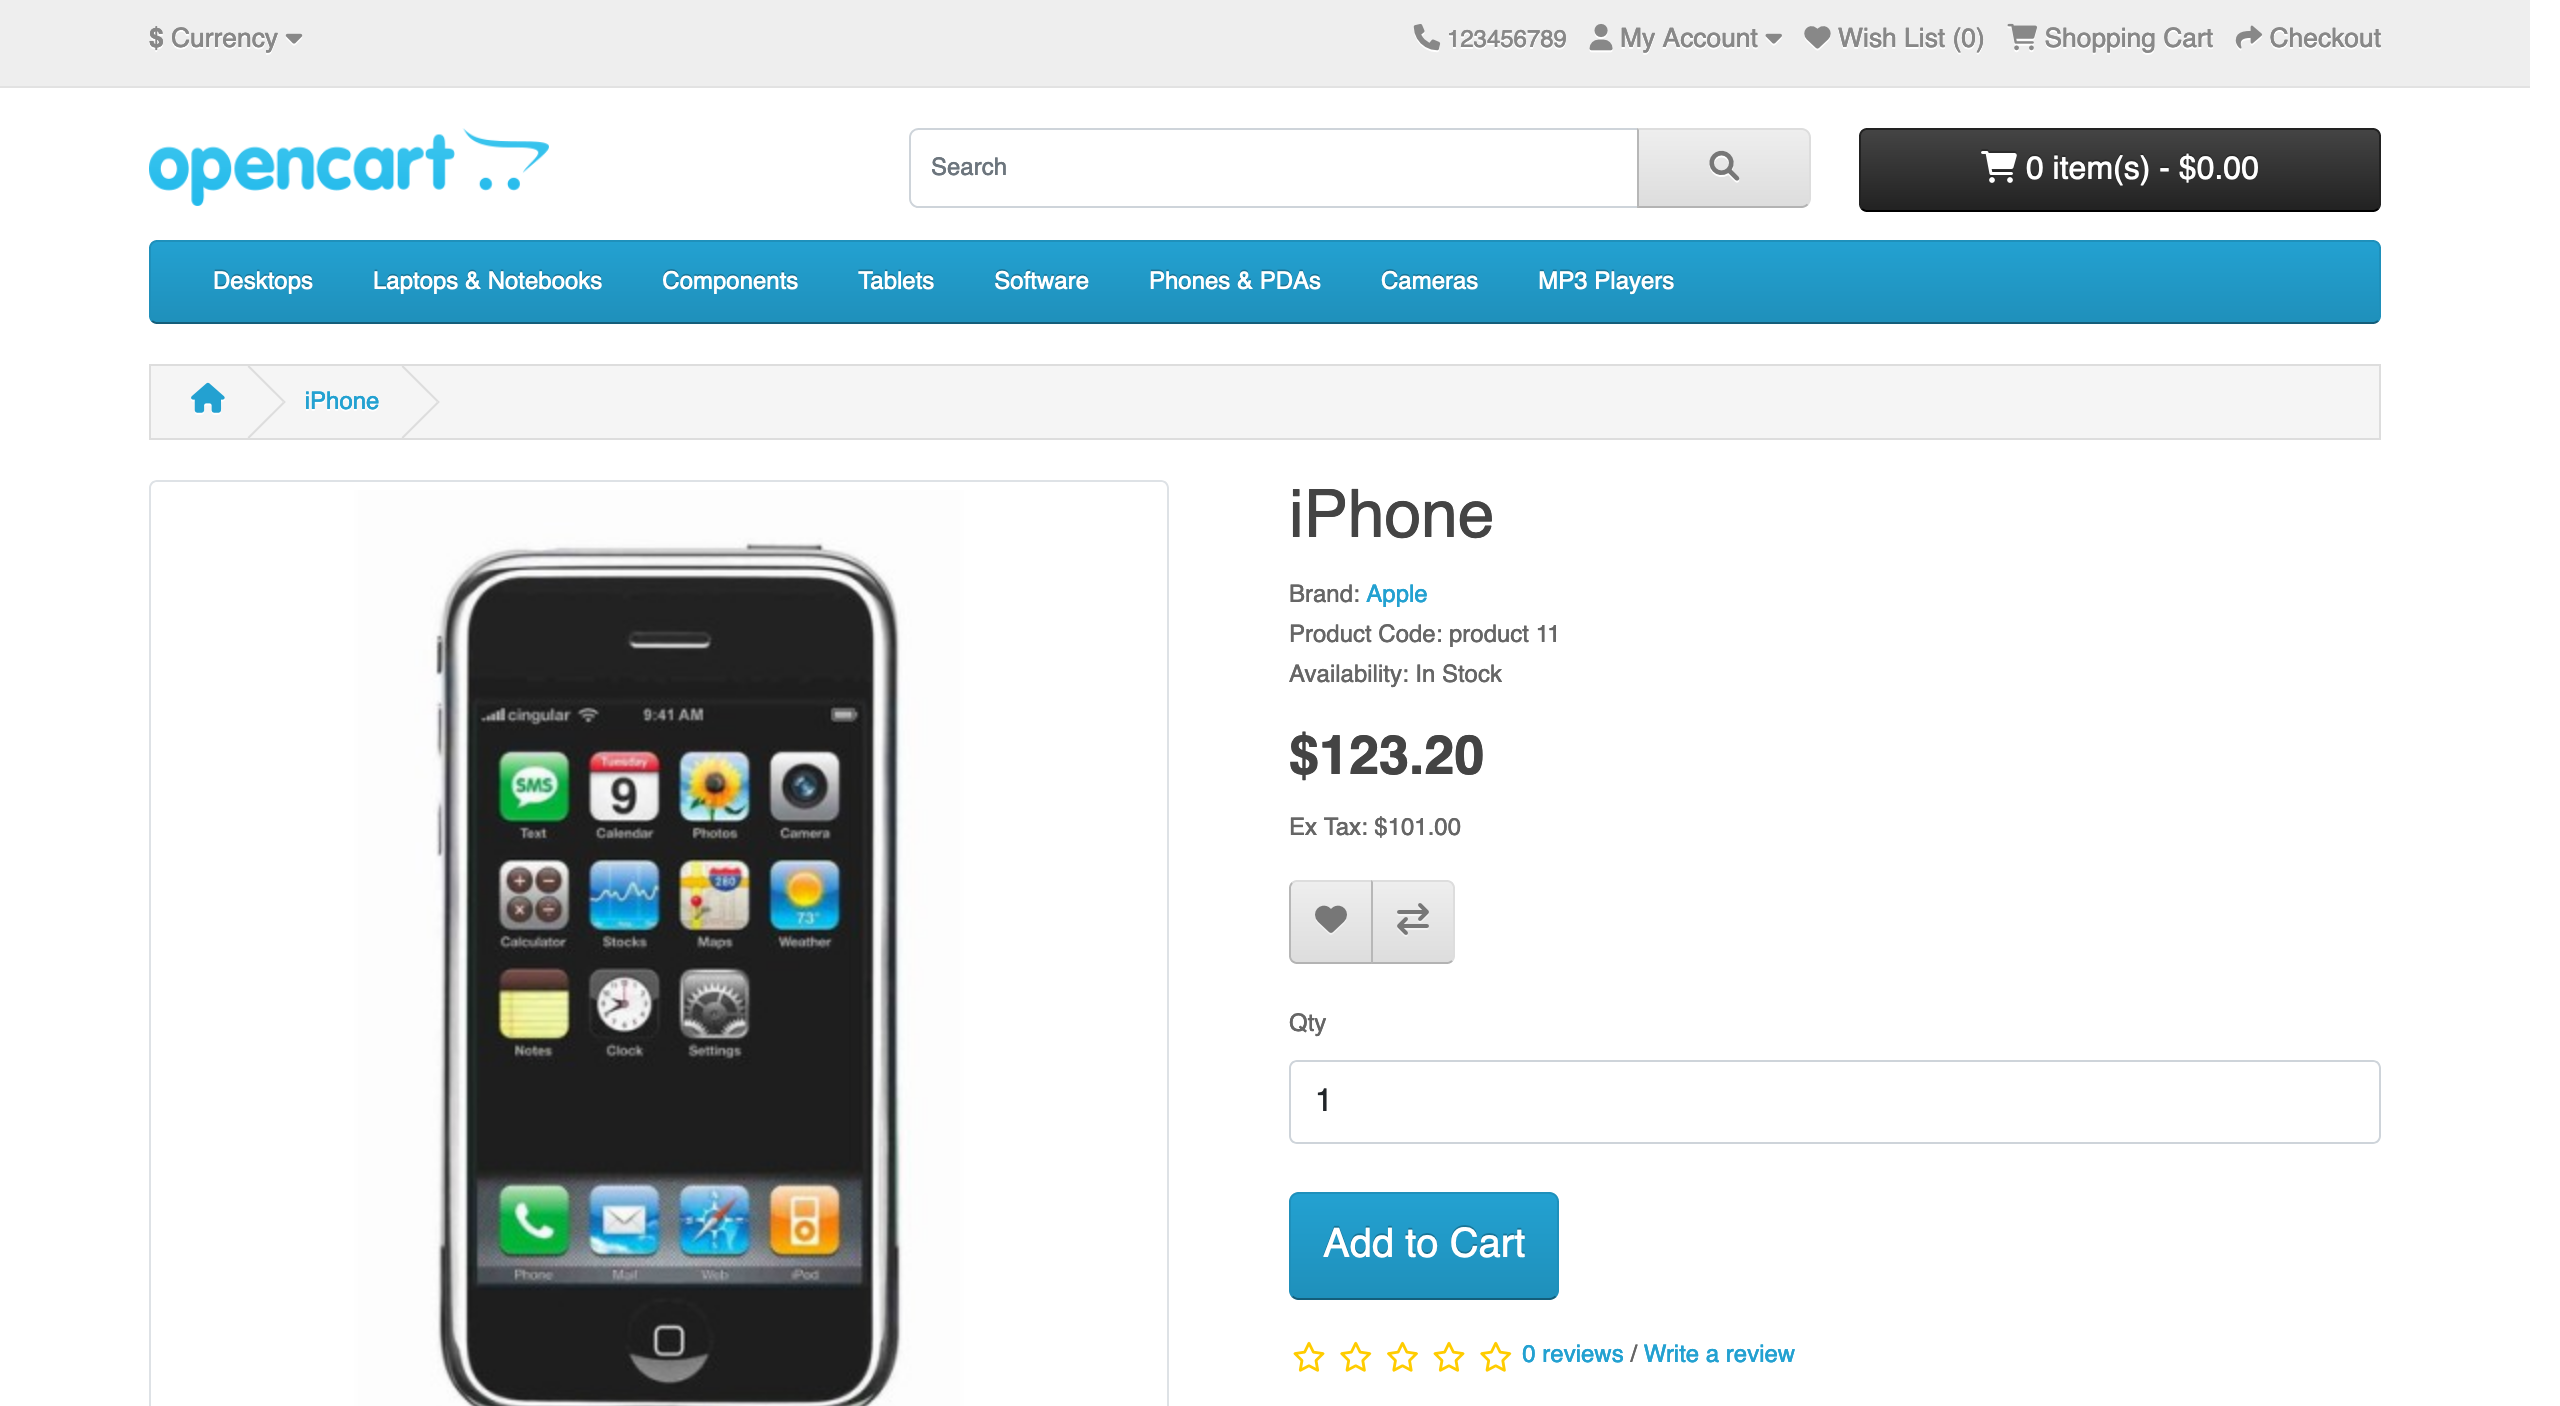 $ Currency
123456789 My Account Wish List (0) Shopping Cart Checkout
opencart
Search
0 item(s) - $0.00
Desktops Laptops & Notebooks Components Tablets Software Phones & PDAs Cameras MP3 Players
iPhone
cingular 9:41 AM
SMS Tuesday 9
Text Calendar Photos Camera
280 73°
Calculator Stocks Maps Weather
Notes Clock Settings
Phone Mail Web iPod
iPhone
Brand: Apple
Product Code: product 11
Availability: In Stock
$123.20
Ex Tax: $101.00
Qty
1
Add to Cart
0 reviews / Write a review